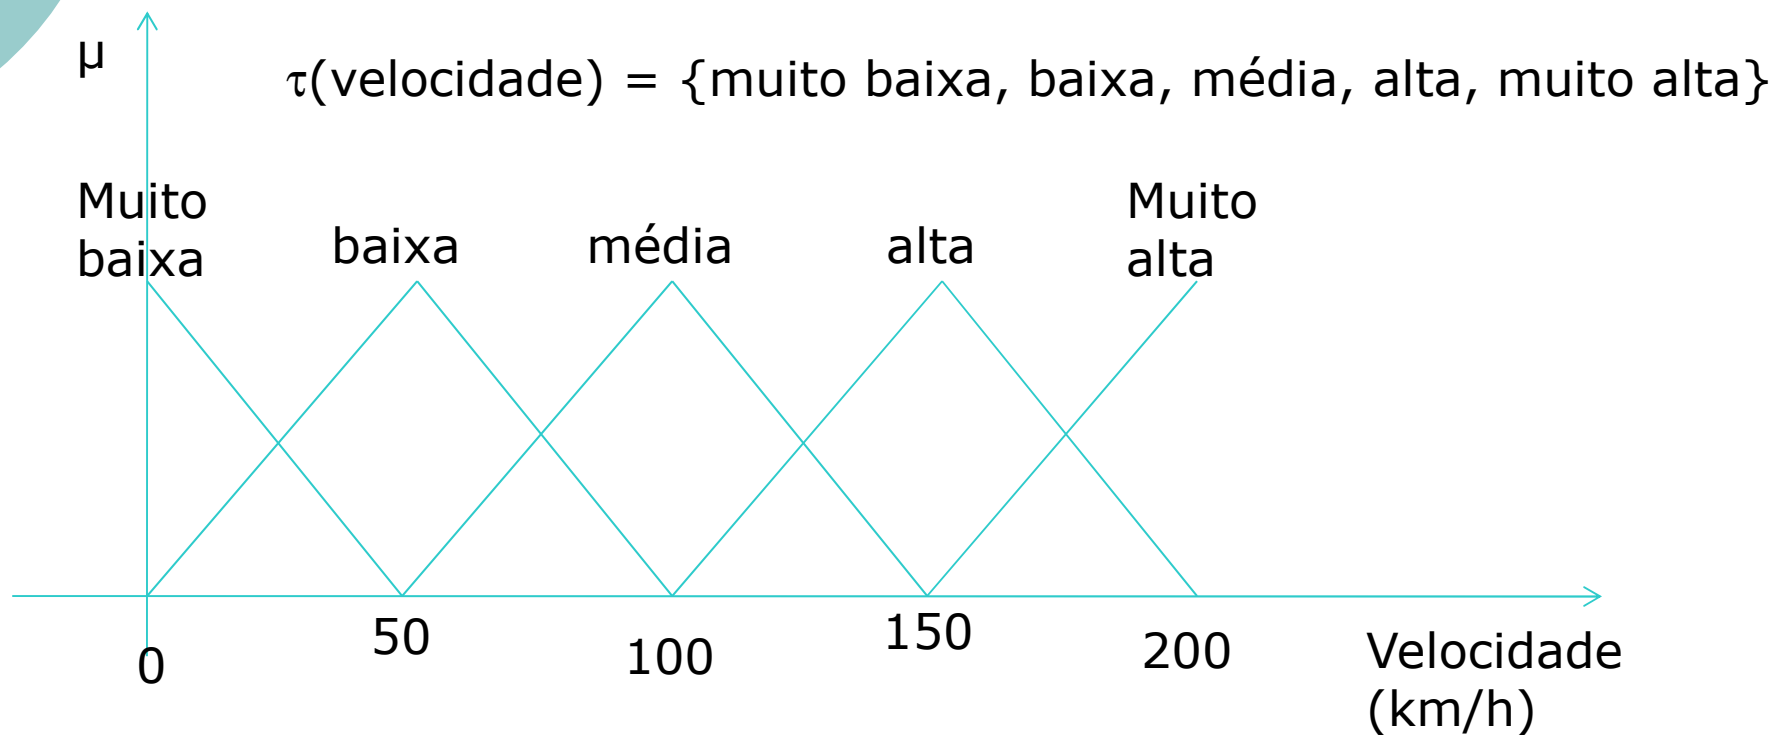 μ
τ(velocidade) = {muito baixa, baixa, média, alta, muito alta}
Muito
baixa
baixa
média
alta
Muito
alta
0
50
100
150
200
Velocidade
(km/h)